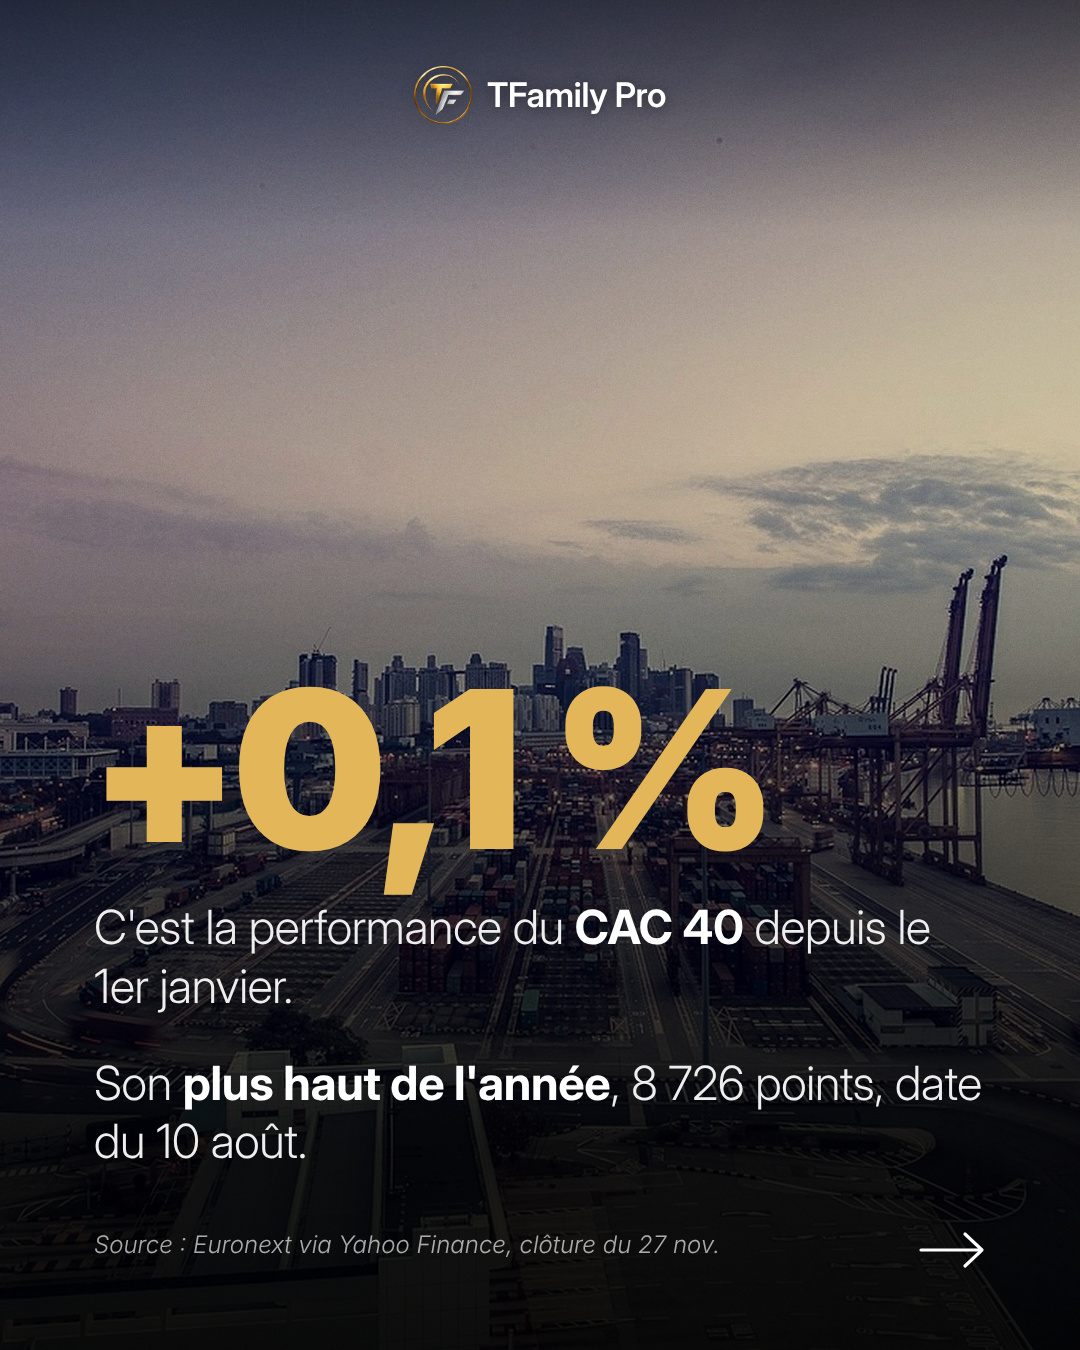 TFamily Pro
+0,1 %
C'est la performance du CAC 40 depuis le
1er janvier.
Son plus haut de l'année, 8 726 points, date
du 10 août.
Source : Euronext via Yahoo Finance, clôture du 27 nov.